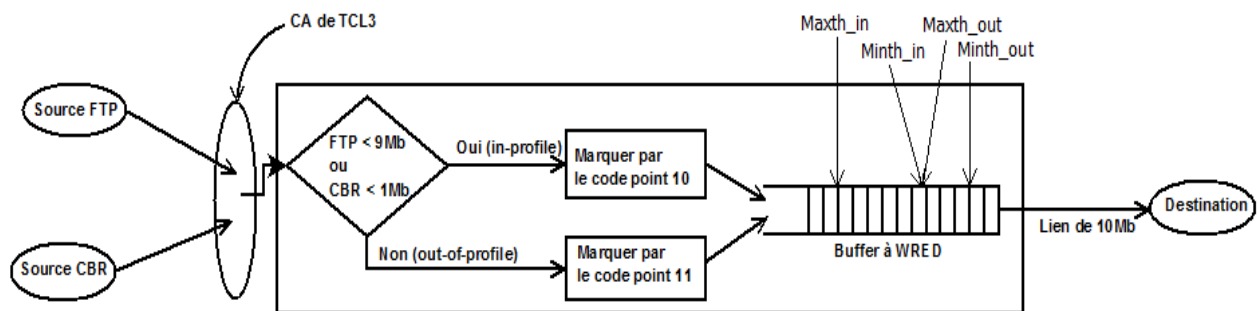 CA de TCL3
Maxth_in
Maxth_out
Minth_in
Minth_out
Source FTP
FTP < 9Mb
ou
CBR < 1Mb
Oui (in-profile)
Marquer par
le code point 10
Source CBR
Non (out-of-profile)
Marquer par
le code point 11
Buffer à WRED
Destination
Lien de 10Mb